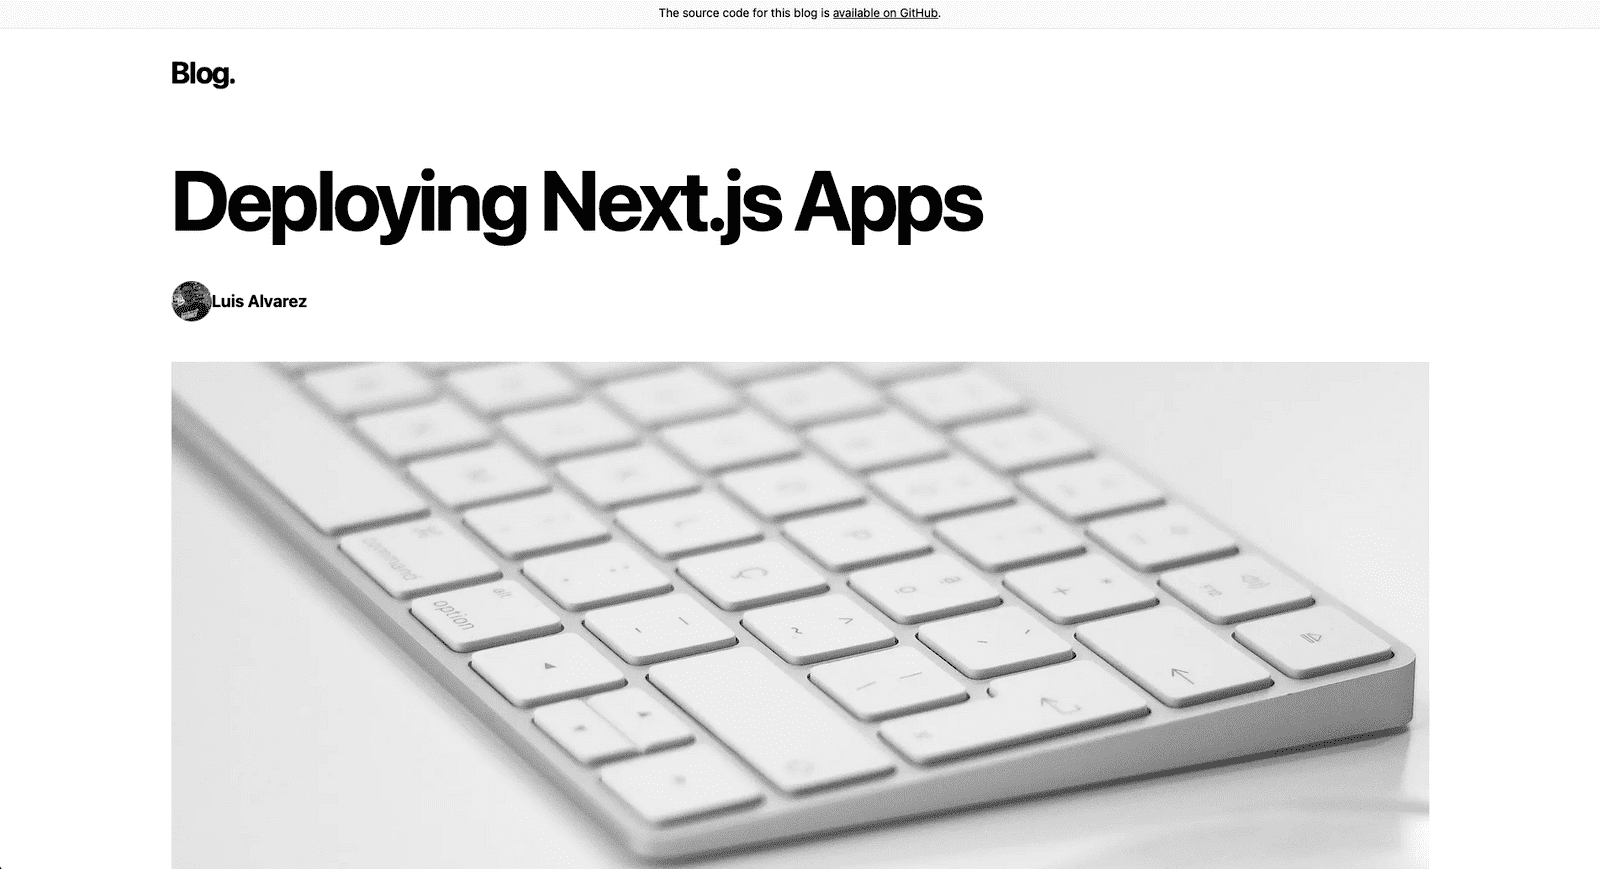 The source code for this blog is available on GitHub.
Blog.
Deploying Next.js Apps
Luis Alvarez
command
alt
option
F12